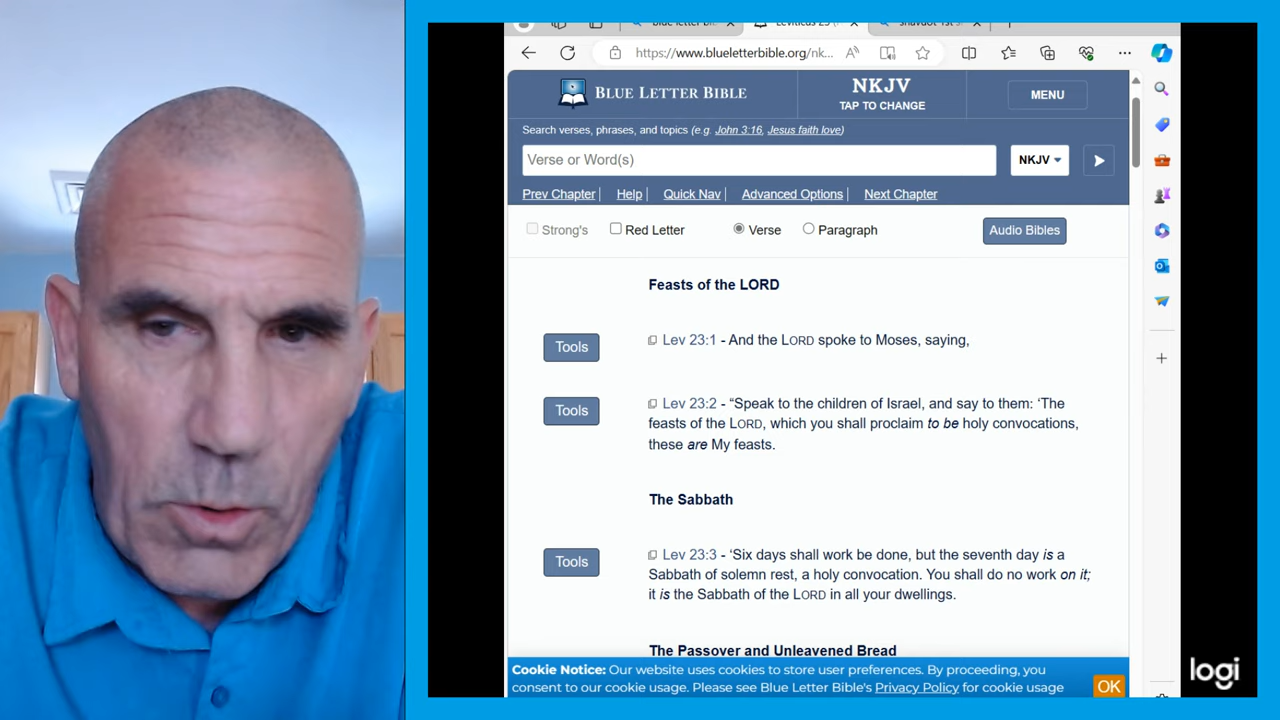 https://www.blueletterbible.org/nk...
BLUE LETTER BIBLE
NKJV
TAP TO CHANGE
MENU
Search verses, phrases, and topics (e.g. John 3:16, Jesus faith love)
Verse or Word(s)
NKJV
Prev Chapter| Help| Quick Nav| Advanced Options| Next Chapter
Strong's Red Letter Verse Paragraph Audio Bibles
Feasts of the LORD
Tools
Lev 23:1 - And the LORD spoke to Moses, saying,
Tools
Lev 23:2 - “Speak to the children of Israel, and say to them: ‘The
feasts of the LORD, which you shall proclaim to be holy convocations,
these are My feasts.
The Sabbath
Tools
Lev 23:3 - ‘Six days shall work be done, but the seventh day is a
Sabbath of solemn rest, a holy convocation. You shall do no work on it;
it is the Sabbath of the LORD in all your dwellings.
The Passover and Unleavened Bread
Cookie Notice: Our website uses cookies to store user preferences. By proceeding, you
consent to our cookie usage. Please see Blue Letter Bible's Privacy Policy for cookie usage
OK
logi